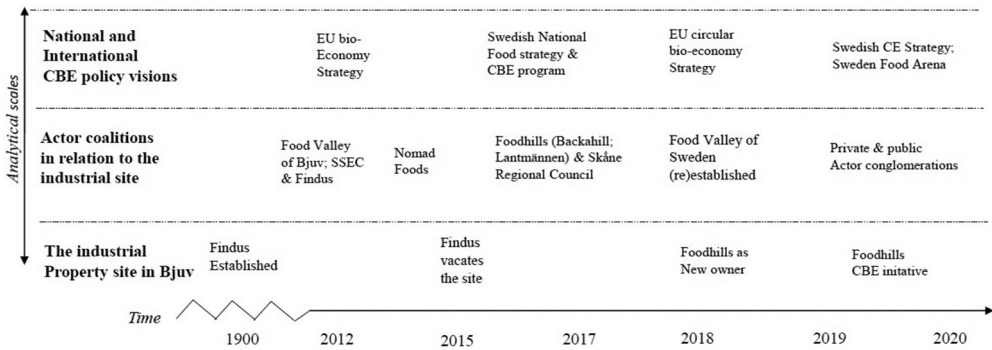 Analytical scales
National and
International
CBE policy visions
EU bio-
Economy
Strategy
Swedish National
Food strategy &
CBE program
EU circular
bio-economy
Strategy
Swedish CE Strategy;
Sweden Food Arena
Actor coalitions
in relation to the
industrial site
Food Valley
of Bjuv; SSEC
& Findus
Nomad
Foods
Foodhills (Backahill;
Lantmännen) & Skåne
Regional Council
Food Valley of
Sweden
(re)established
Private & public
Actor conglomerations
The industrial
Property site in Bjuv
Findus
Established
Findus
vacates
the site
Foodhills as
New owner
Foodhills
CBE initative
Time
1900
2012
2015
2017
2018
2019
2020